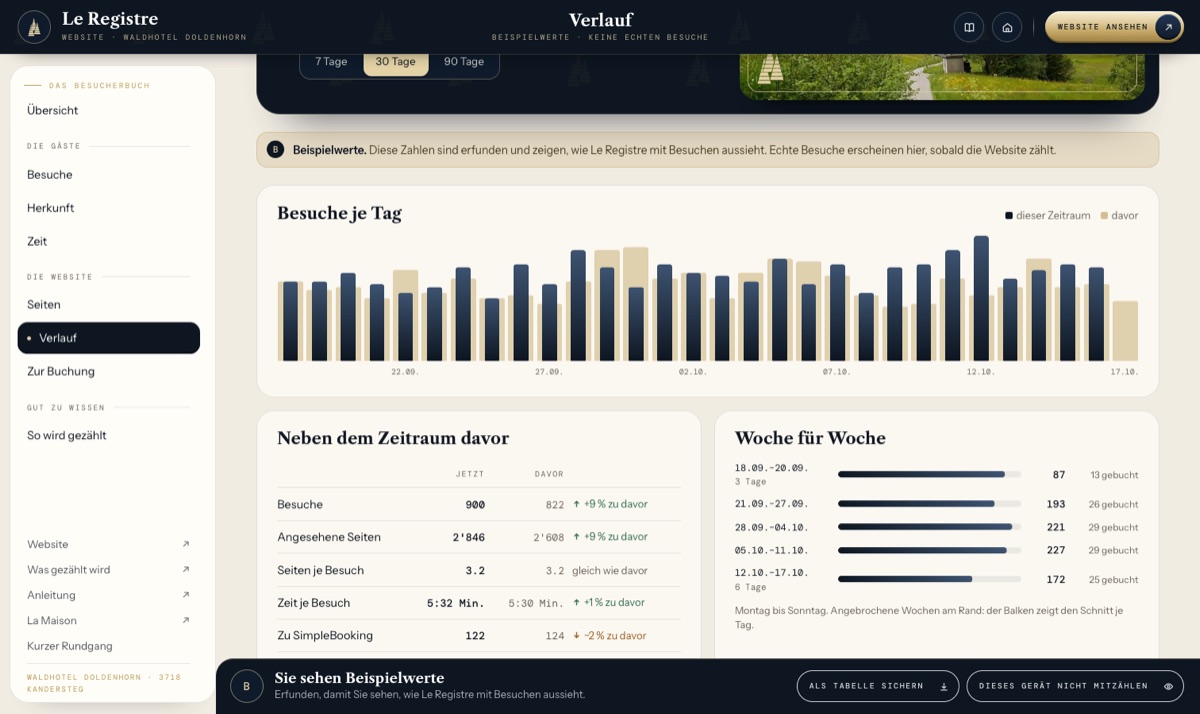 Le Registre
WEBSITE · WALDHOTEL DOLDENHORN
Verlauf
BEISPIELWERTE · KEINE ECHTEN BESUCHE
WEBSITE ANSEHEN
DAS BESUCHERBUCH
Übersicht
DIE GÄSTE
Besuche
Herkunft
Zeit
DIE WEBSITE
Seiten
Verlauf
Zur Buchung
GUT ZU WISSEN
So wird gezählt
Website
Was gezählt wird
Anleitung
La Maison
Kurzer Rundgang
WALDHOTEL DOLDENHORN · 3718
KANDERSTEG
7 Tage 30 Tage 90 Tage
B Beispielwerte. Diese Zahlen sind erfunden und zeigen, wie Le Registre mit Besuchen aussieht. Echte Besuche erscheinen hier, sobald die Website zählt.
Besuche je Tag
dieser Zeitraum davor
22.09. 27.09. 02.10. 07.10. 12.10. 17.10.
Neben dem Zeitraum davor
JETZT DAVOR
Besuche 900 822 ↑ +9 % zu davor
Angesehene Seiten 2'846 2'608 ↑ +9 % zu davor
Seiten je Besuch 3.2 3.2 gleich wie davor
Zeit je Besuch 5:32 Min. 5:30 Min. ↑ +1 % zu davor
Zu SimpleBooking 122 124 ↓ −2 % zu davor
Woche für Woche
18.09.–20.09. 87 13 gebucht
3 Tage
21.09.–27.09. 193 26 gebucht
28.09.–04.10. 221 29 gebucht
05.10.–11.10. 227 29 gebucht
12.10.–17.10. 172 25 gebucht
6 Tage
Montag bis Sonntag. Angebrochene Wochen am Rand: der Balken zeigt den Schnitt je
Tag.
B
Sie sehen Beispielwerte
Erfunden, damit Sie sehen, wie Le Registre mit Besuchen aussieht.
ALS TABELLE SICHERN
DIESES GERÄT NICHT MITZÄHLEN